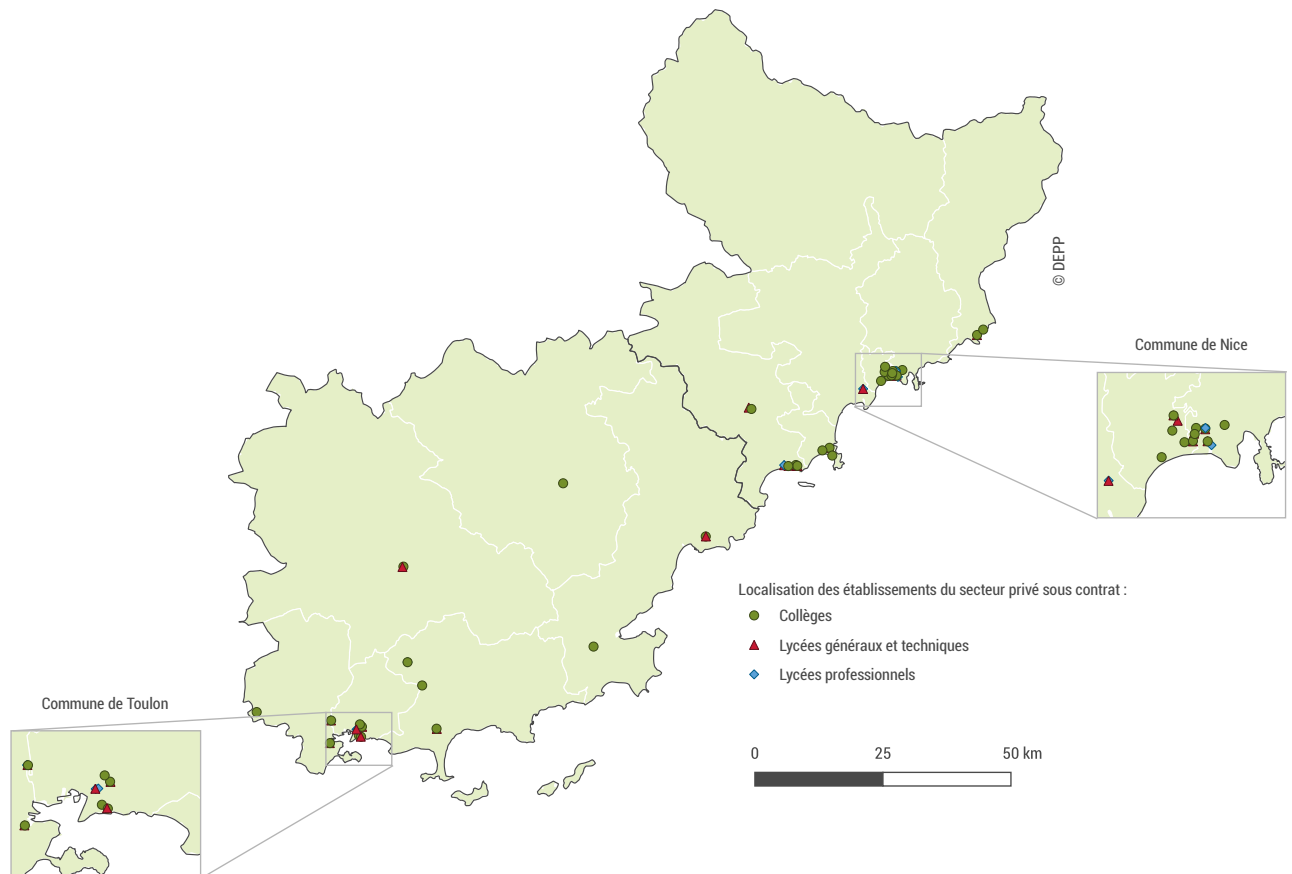 © DEPP
Commune de Nice
Localisation des établissements du secteur privé sous contrat :
Collèges
Lycées généraux et techniques
Lycées professionnels
Commune de Toulon
0 25 50 km